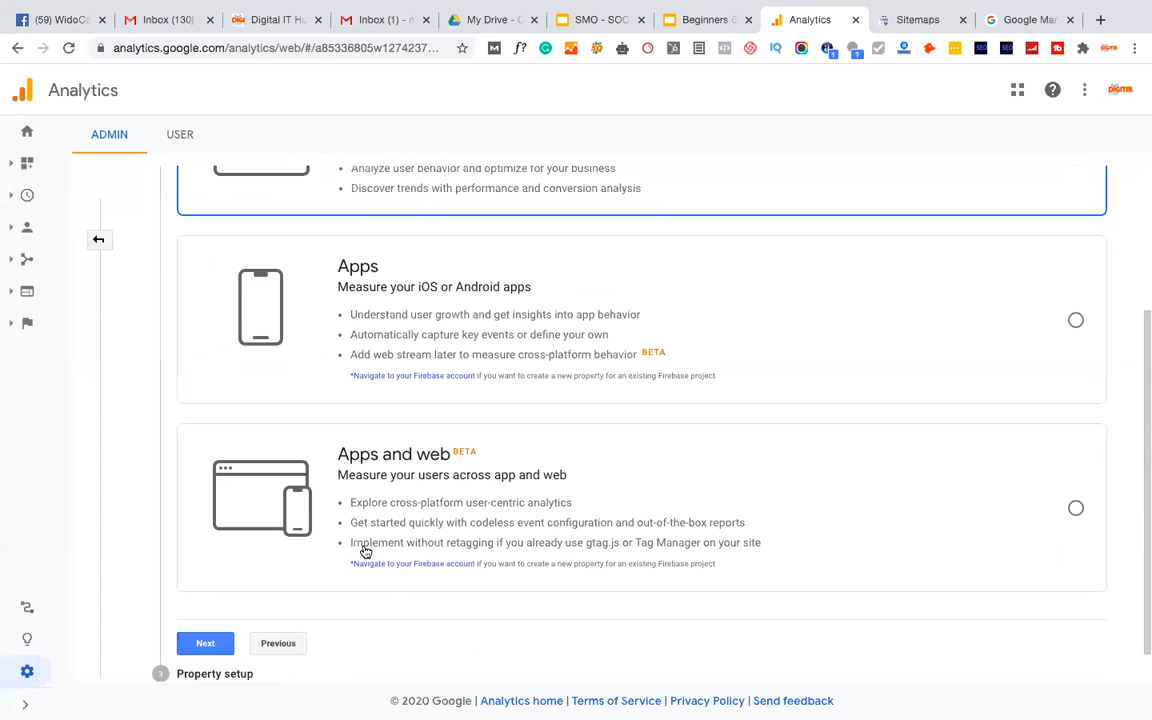 (59) WidoCa
Inbox (130)
Digital IT Hu
Inbox (1) - n
My Drive - G
SMO - SOC
Beginners G
Analytics
Sitemaps
Google Mar
analytics.google.com/analytics/web/#/a85336805w1274237...
Analytics
ADMIN
USER
Analyze user behavior and optimize for your business
Discover trends with performance and conversion analysis
Apps
Measure your iOS or Android apps
Understand user growth and get insights into app behavior
Automatically capture key events or define your own
Add web stream later to measure cross-platform behavior BETA
*Navigate to your Firebase account if you want to create a new property for an existing Firebase project
Apps and web BETA
Measure your users across app and web
Explore cross-platform user-centric analytics
Get started quickly with codeless event configuration and out-of-the-box reports
Implement without retagging if you already use gtag.js or Tag Manager on your site
*Navigate to your Firebase account if you want to create a new property for an existing Firebase project
Next
Previous
3 Property setup
© 2020 Google | Analytics home | Terms of Service | Privacy Policy | Send feedback